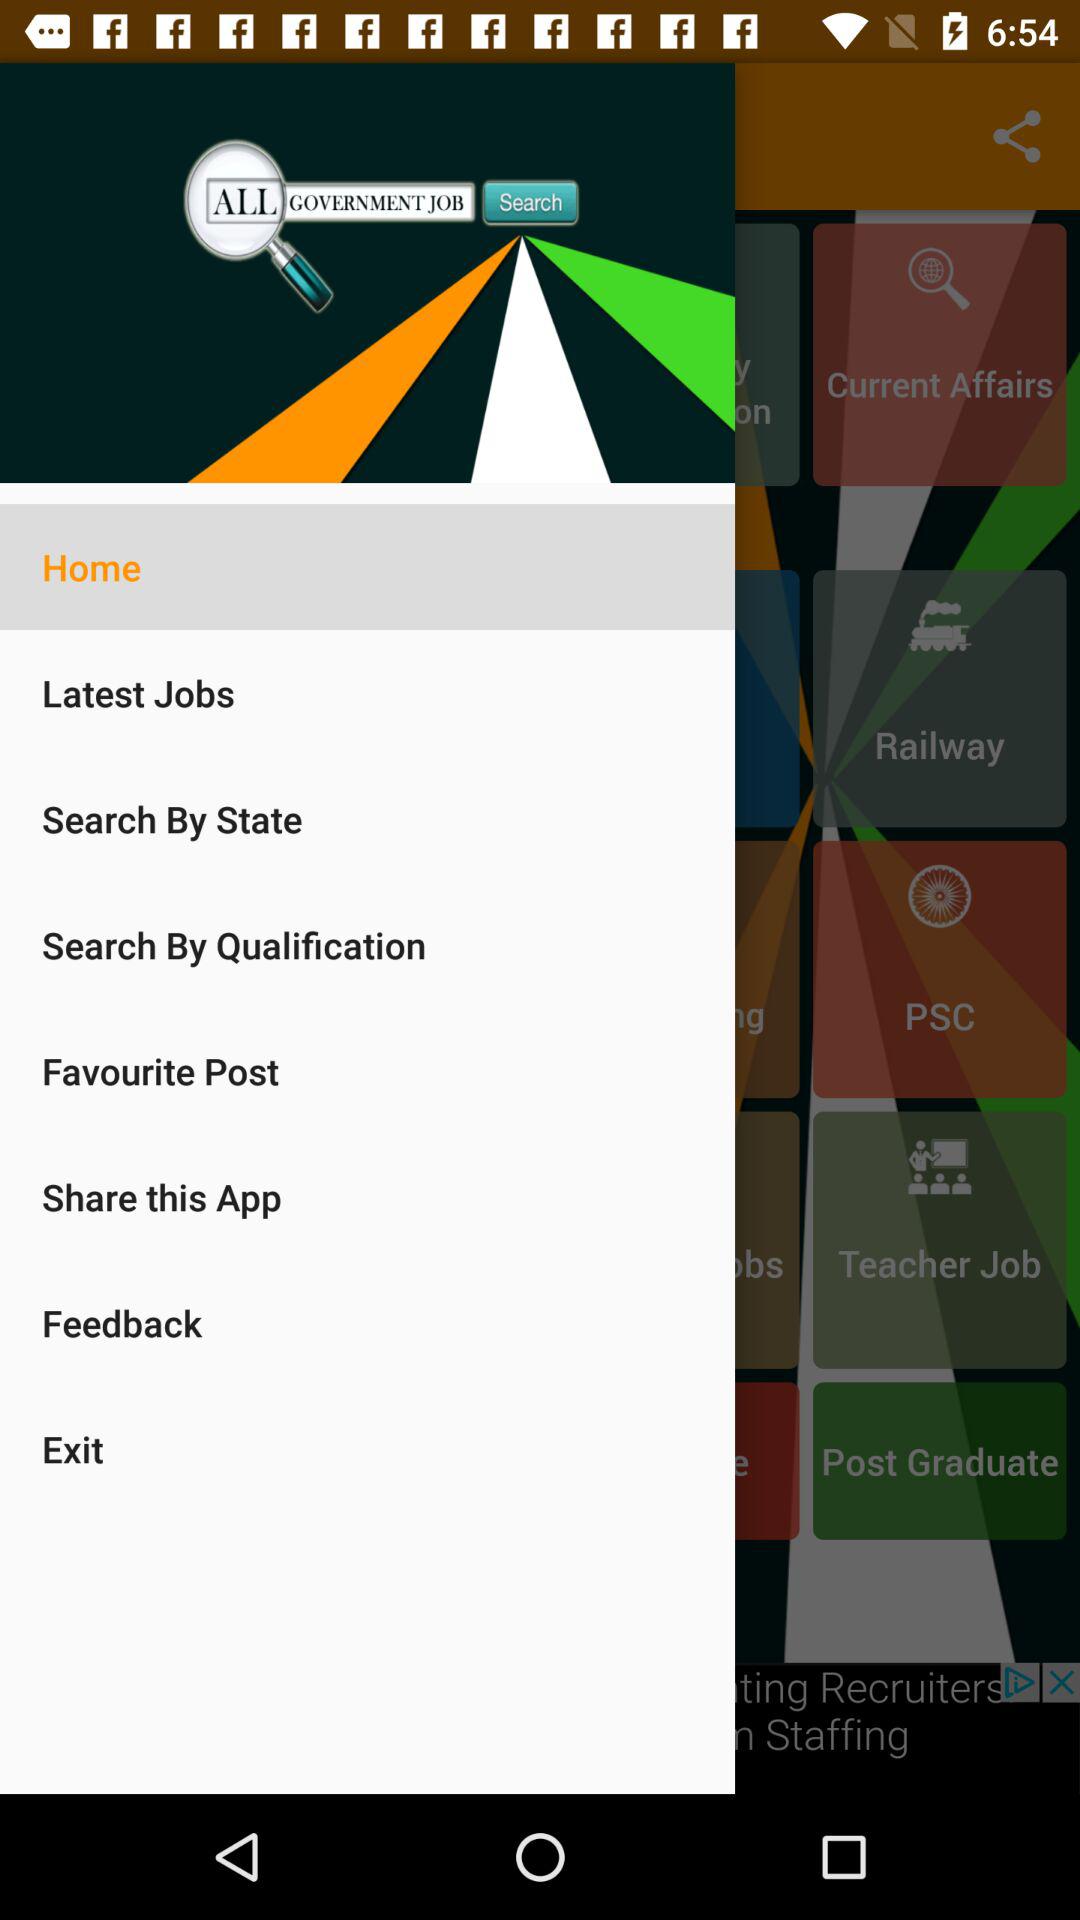 6:54
ALL GOVERNMENT JOB Search
y
on
Current Affairs
Home
Latest Jobs
Railway
Search By State
Search By Qualification
ng
PSC
Favourite Post
Share this App
obs
Teacher Job
Feedback
Exit
e
Post Graduate
ting Recruiters
n Staffing